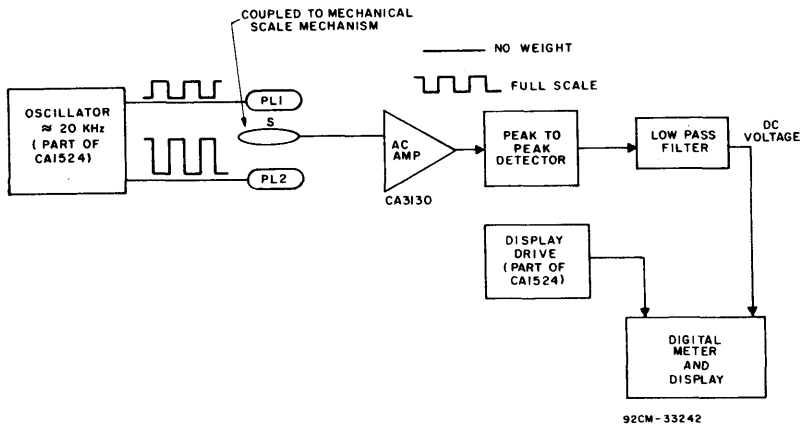 COUPLED TO MECHANICAL
SCALE MECHANISM
NO WEIGHT
FULL SCALE
OSCILLATOR
≈ 20 KHz
(PART OF
CA1524)
PL1
S
PL2
AC
AMP
CA3130
PEAK TO
PEAK
DETECTOR
LOW PASS
FILTER
DC
VOLTAGE
DISPLAY
DRIVE
(PART OF
CA1524)
DIGITAL
METER
AND
DISPLAY
92CM-33242